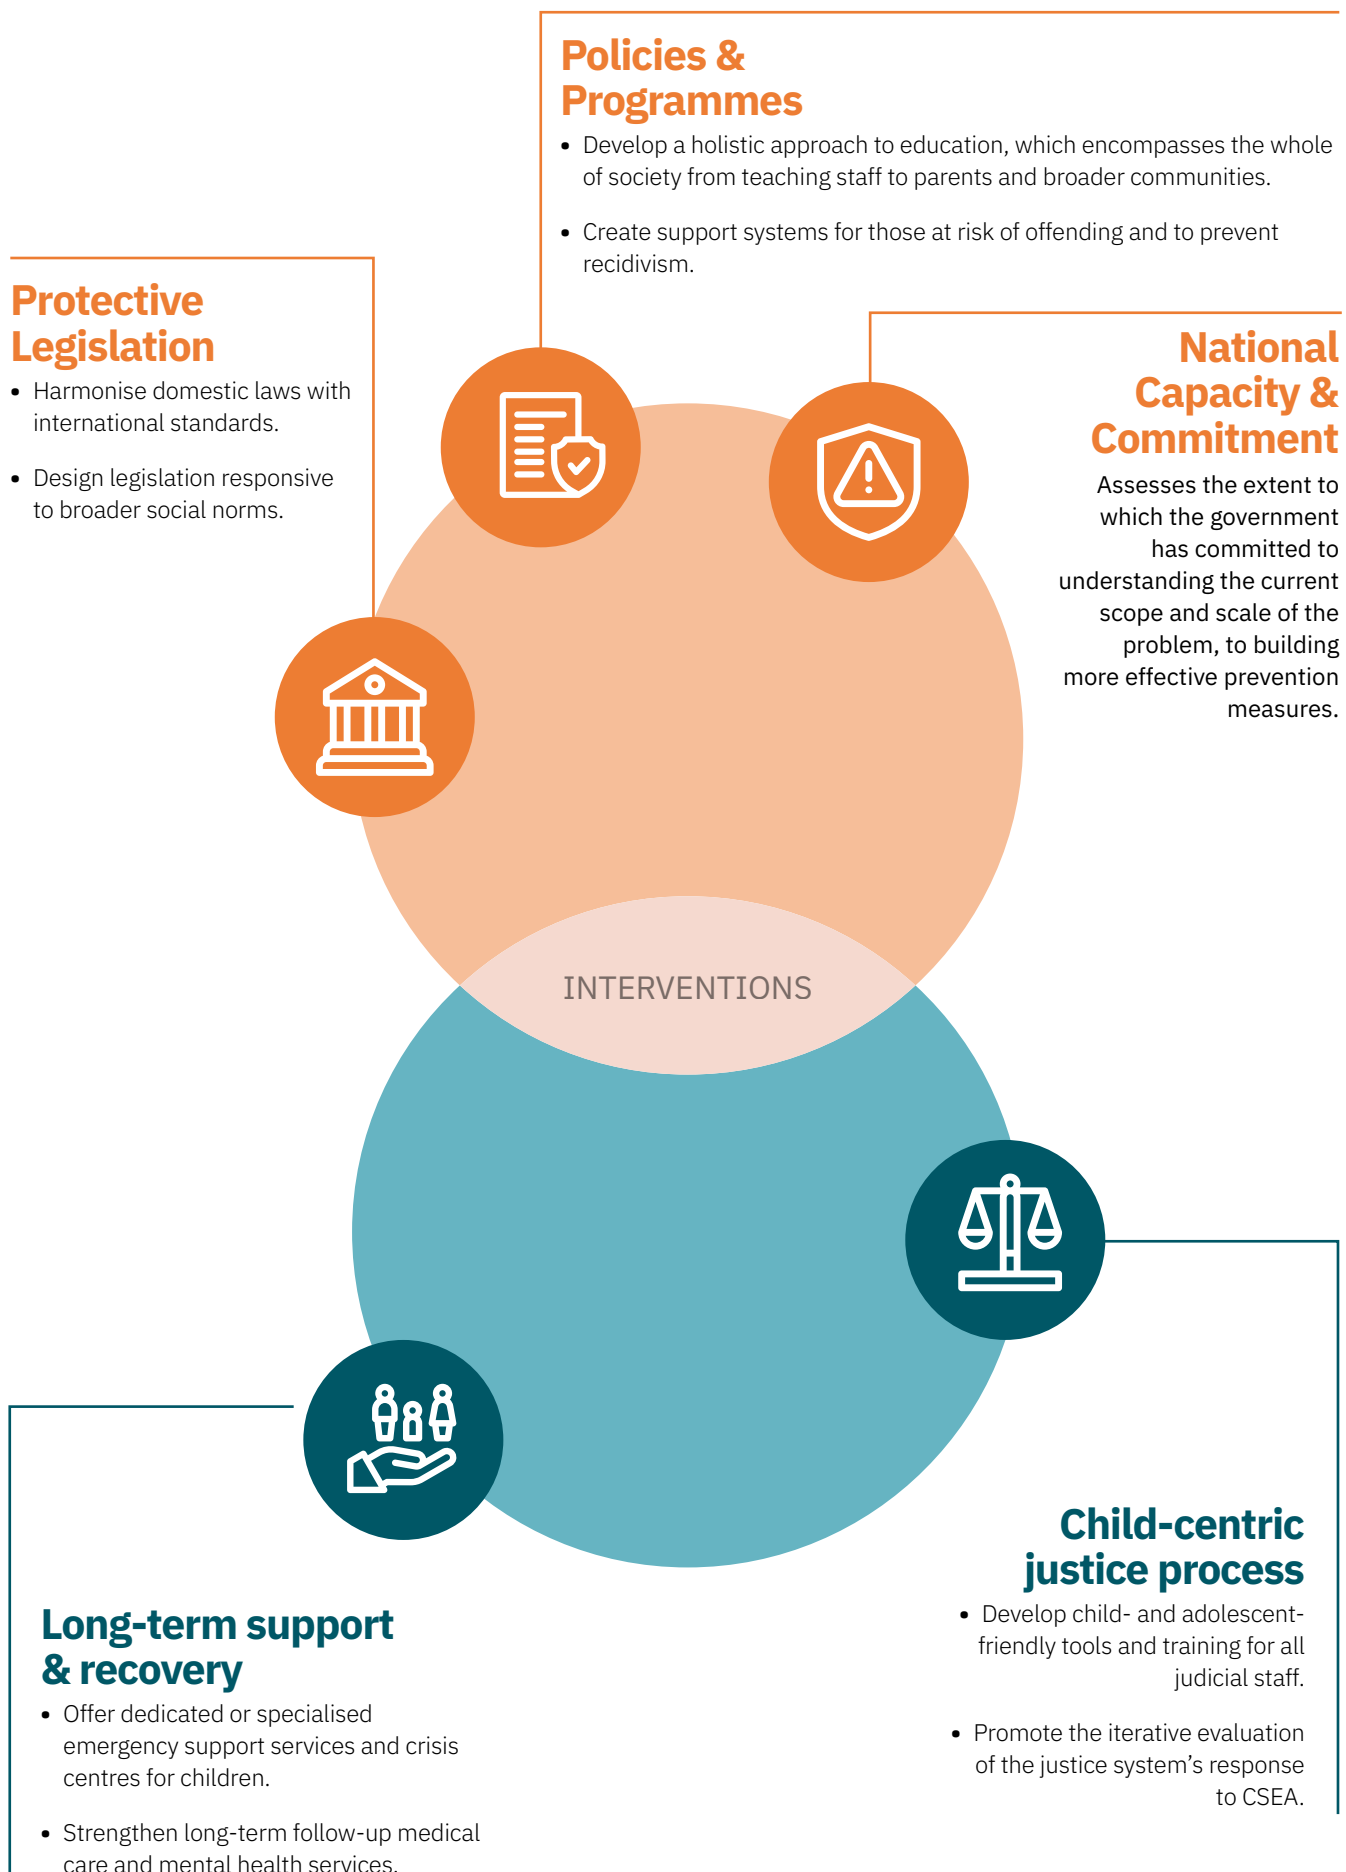 Policies &
Programmes
• Develop a holistic approach to education, which encompasses the whole
of society from teaching staff to parents and broader communities.
• Create support systems for those at risk of offending and to prevent
recidivism.
Protective
Legislation
• Harmonise domestic laws with
international standards.
• Design legislation responsive
to broader social norms.
National
Capacity &
Commitment
Assesses the extent to
which the government
has committed to
understanding the current
scope and scale of the
problem, to building
more effective prevention
measures.
INTERVENTIONS
Child-centric
justice process
• Develop child- and adolescent-
friendly tools and training for all
judicial staff.
• Promote the iterative evaluation
of the justice system’s response
to CSEA.
Long-term support
& recovery
• Offer dedicated or specialised
emergency support services and crisis
centres for children.
• Strengthen long-term follow-up medical
care and mental health services.